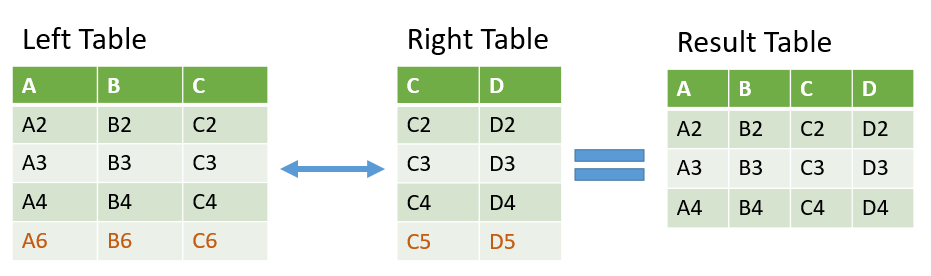 Left Table
A B C
A2 B2 C2
A3 B3 C3
A4 B4 C4
A6 B6 C6
Right Table
C D
C2 D2
C3 D3
C4 D4
C5 D5
Result Table
A B C D
A2 B2 C2 D2
A3 B3 C3 D3
A4 B4 C4 D4